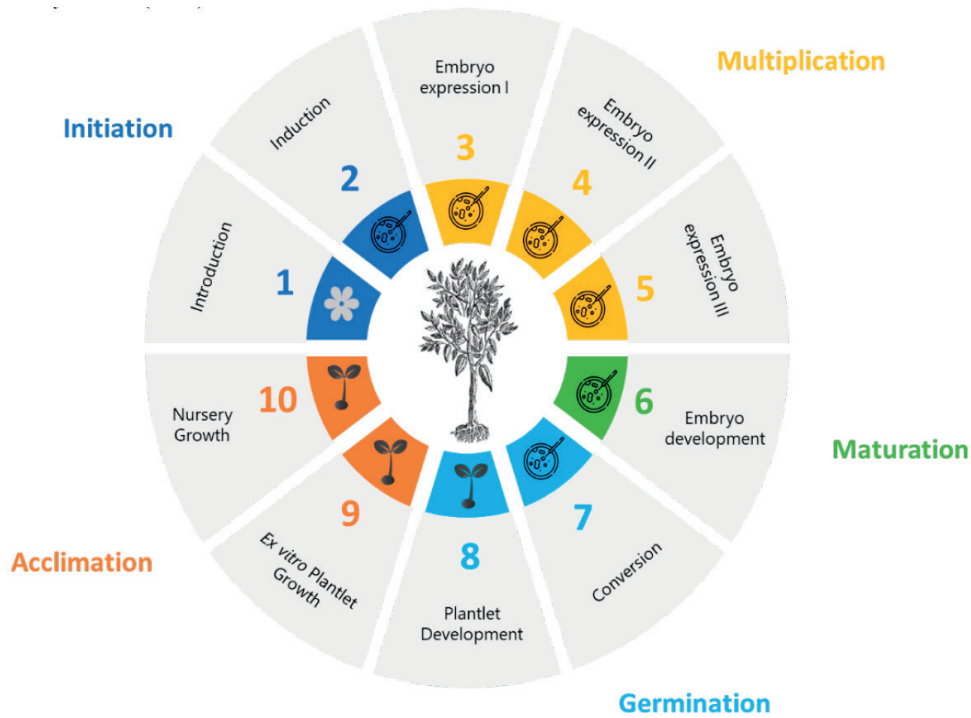 Initiation
Introduction
1
Induction
2
Multiplication
Embryo
expression I
3
Embryo
expression II
4
Embryo
expression III
5
Maturation
Embryo
development
6
Germination
Conversion
7
Plantlet
Development
8
Acclimation
Ex vitro Plantlet
Growth
9
Nursery
Growth
10